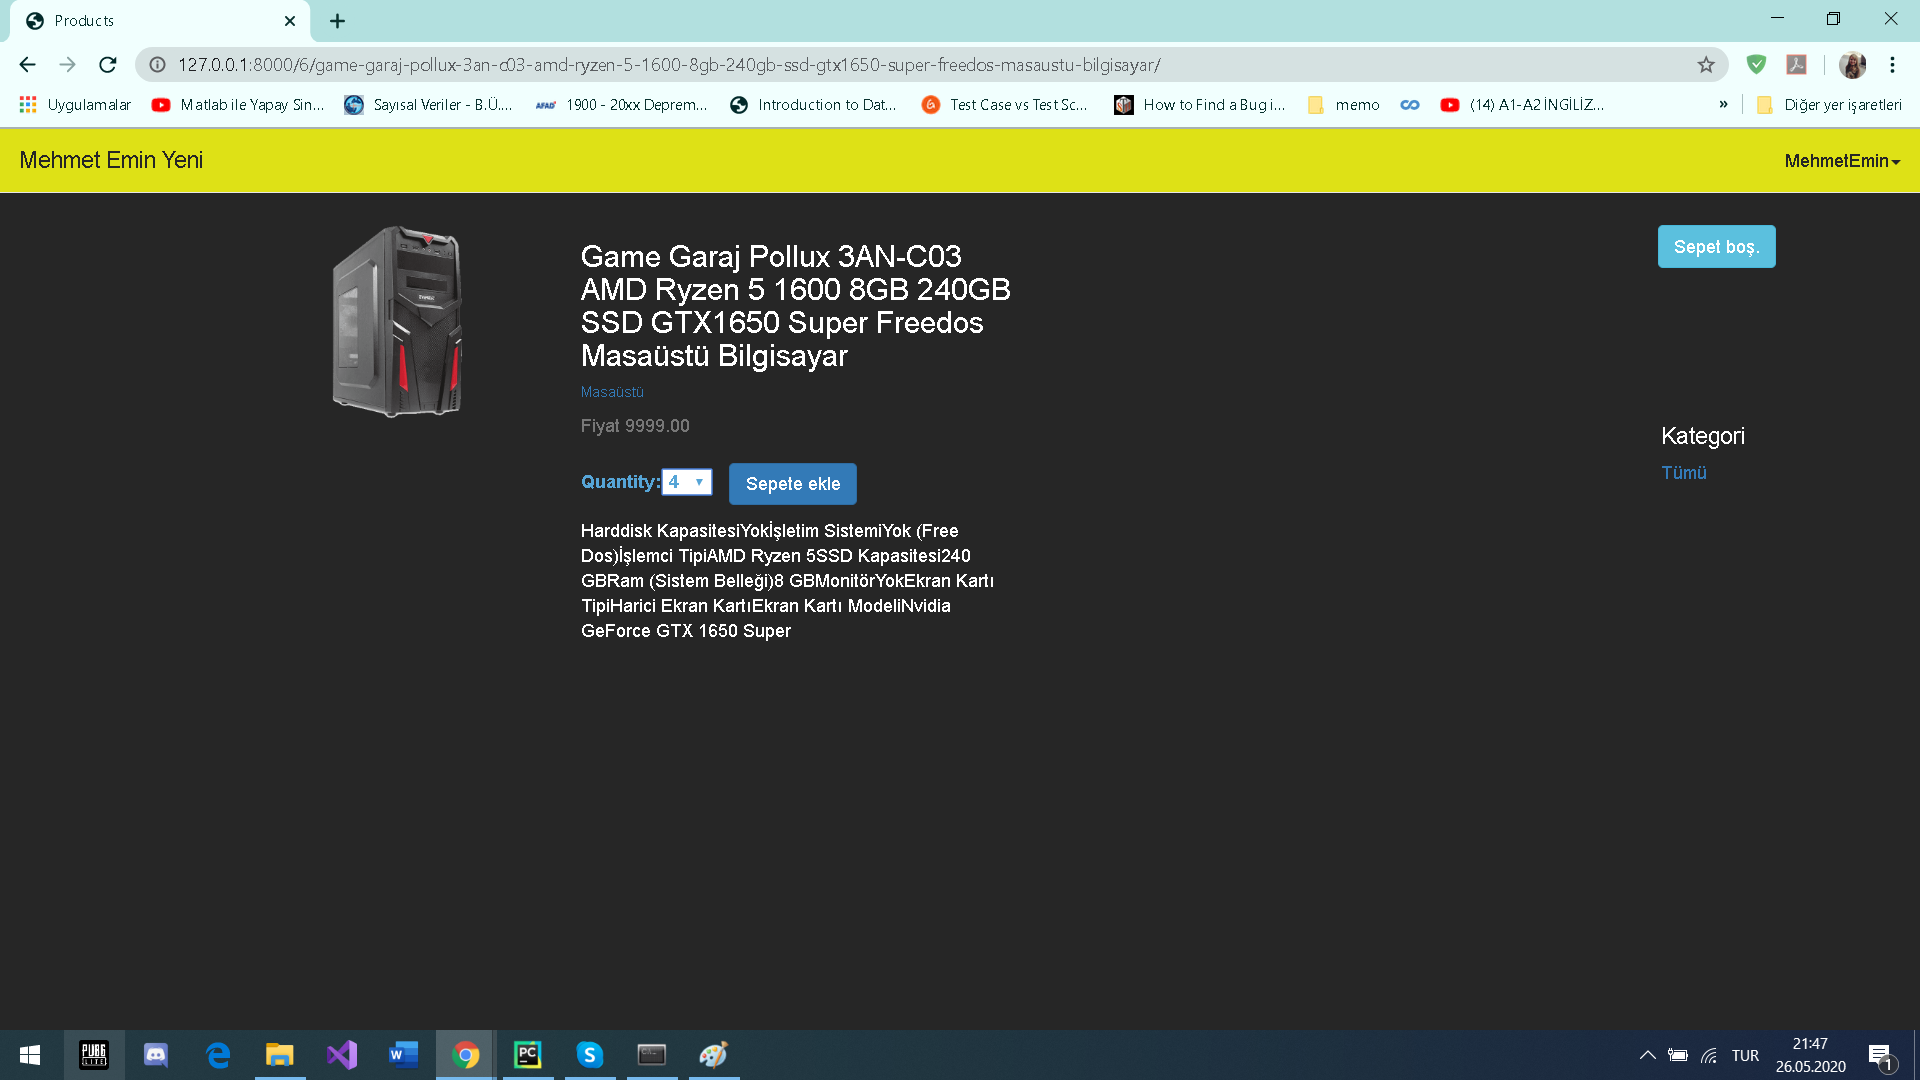 Products
127.0.0.1:8000/6/game-garaj-pollux-3an-c03-amd-ryzen-5-1600-8gb-240gb-ssd-gtx1650-super-freedos-masaustu-bilgisayar/
Uygulamalar
Matlab ile Yapay Sin...
Sayısal Veriler - B.Ü....
AFAD
1900 - 20xx Deprem...
Introduction to Dat...
Test Case vs Test Sc...
How to Find a Bug i...
memo
(14) A1-A2 İNGİLİZ...
»
Diğer yer işaretleri
Mehmet Emin Yeni
MehmetEmin
Game Garaj Pollux 3AN-C03
AMD Ryzen 5 1600 8GB 240GB
SSD GTX1650 Super Freedos
Masaüstü Bilgisayar
Masaüstü
Fiyat 9999.00
Quantity: 4
Sepete ekle
Harddisk KapasitesiYokİşletim SistemiYok (Free
Dos)İşlemci TipiAMD Ryzen 5SSD Kapasitesi240
GBRam (Sistem Belleği)8 GBMonitörYokEkran Kartı
TipiHarici Ekran KartıEkran Kartı ModeliNvidia
GeForce GTX 1650 Super
Sepet boş.
Kategori
Tümü
PUBG
LITE
PC
TUR
21:47
26.05.2020
1